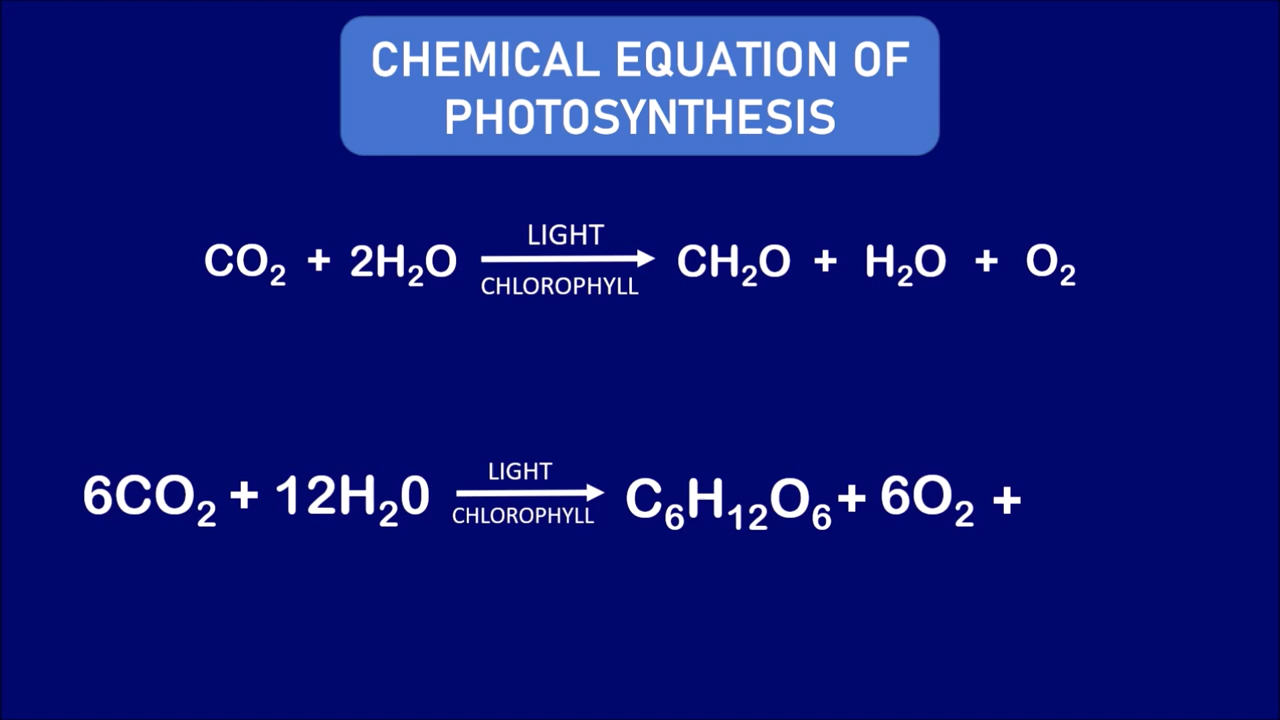 CHEMICAL EQUATION OF
PHOTOSYNTHESIS
LIGHT
CO₂ + 2H₂O → CH₂O + H₂O + O₂
CHLOROPHYLL
LIGHT
6CO₂ + 12H₂0 → C₆H₁₂O₆ + 6O₂ +
CHLOROPHYLL